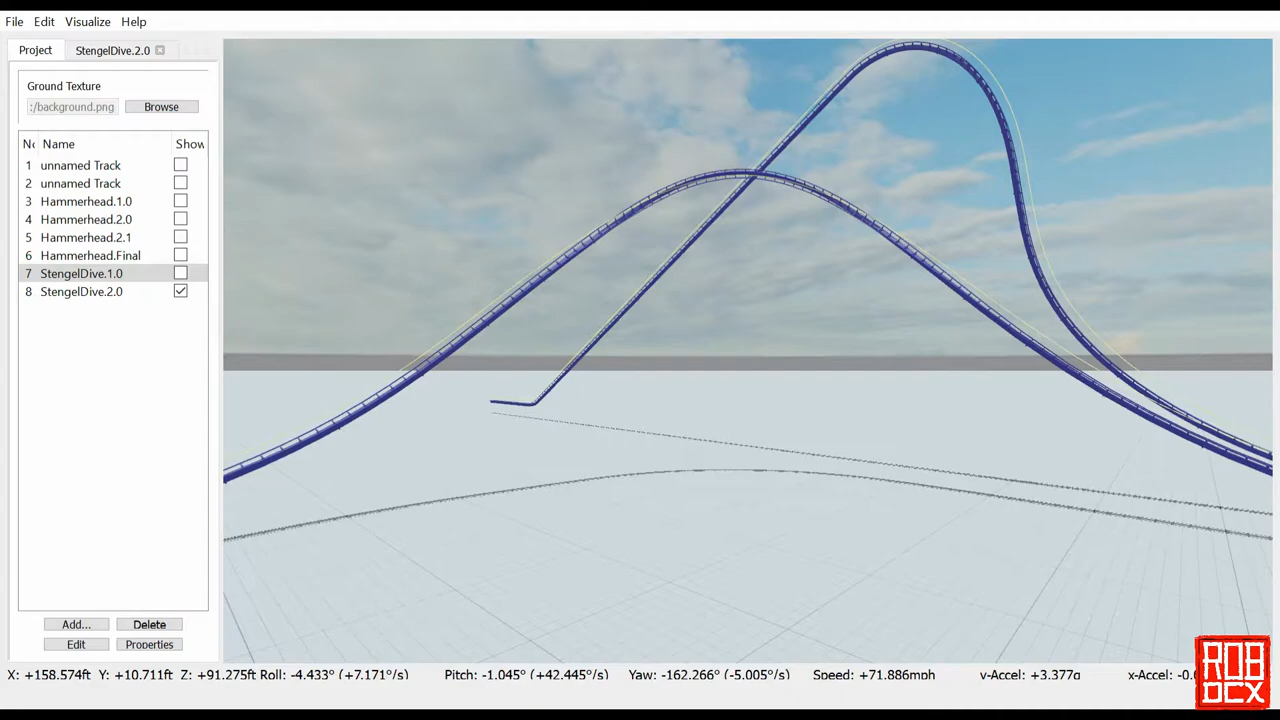 File Edit Visualize Help
Project StengelDive.2.0
Ground Texture
:/background.png Browse
Name Show
1 unnamed Track
2 unnamed Track
3 Hammerhead.1.0
4 Hammerhead.2.0
5 Hammerhead.2.1
6 Hammerhead.Final
7 StengelDive.1.0
8 StengelDive.2.0
Add... Delete
Edit Properties
X: +158.574ft Y: +10.711ft Z: +91.275ft Roll: -4.433° (+7.171°/s) Pitch: -1.045° (+42.445°/s) Yaw: -162.266° (-5.005°/s) Speed: +71.886mph v-Accel: +3.377g x-Accel:
ROB
DEX